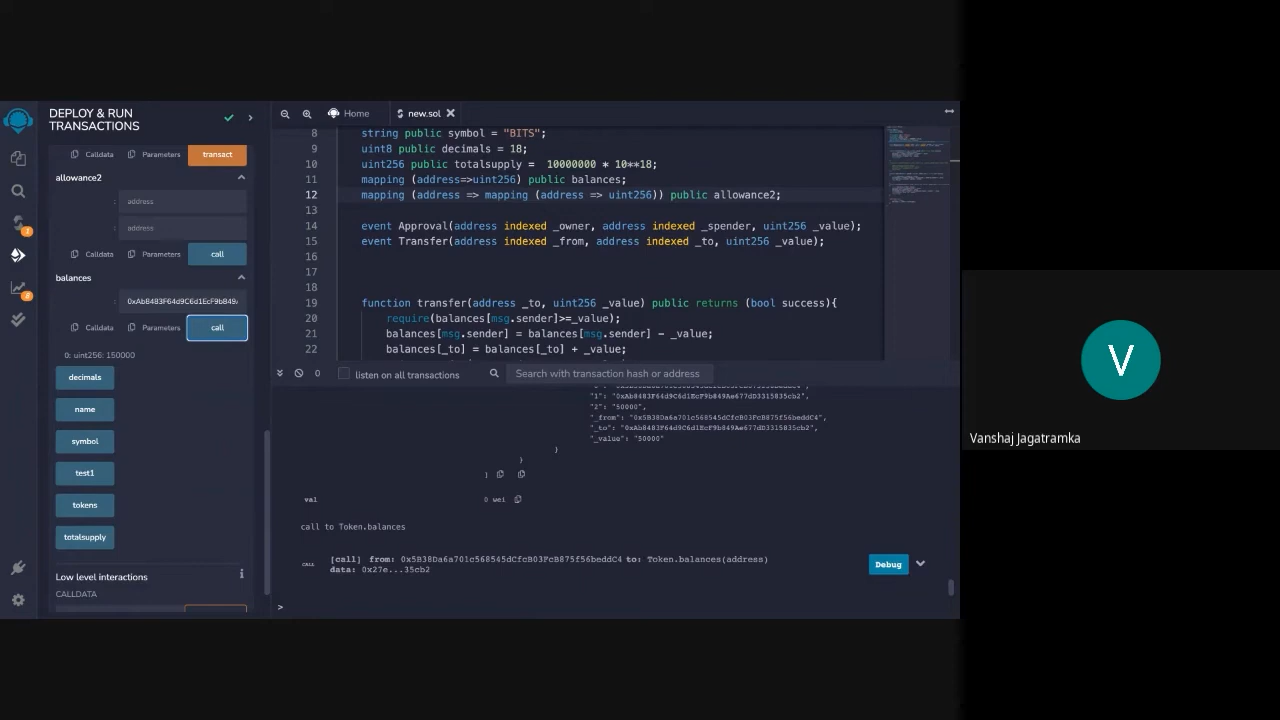 DEPLOY & RUN
TRANSACTIONS
Calldata Parameters transact
allowance2
: address
: address
Calldata Parameters call
balances
: 0xAb8483F64d9C6d1EcF9b849
Calldata Parameters call
0: uint256: 150000
decimals
name
symbol
test1
tokens
totalsupply
Low level interactions
CALLDATA
Home new.sol
8 string public symbol = "BITS";
9 uint8 public decimals = 18;
10 uint256 public totalsupply = 10000000 * 10**18;
11 mapping (address=>uint256) public balances;
12 mapping (address => mapping (address => uint256)) public allowance2;
13
14 event Approval(address indexed _owner, address indexed _spender, uint256 _value);
15 event Transfer(address indexed _from, address indexed _to, uint256 _value);
16
17
18
19 function transfer(address _to, uint256 _value) public returns (bool success){
20 require(balances[msg.sender]>=_value);
21 balances[msg.sender] = balances[msg.sender] - _value;
22 balances[_to] = balances[_to] + _value;
0 listen on all transactions Search with transaction hash or address
"1": "0xAb8483F64d9C6d1EcF9b849Ae677dD3315835cb2",
"2": "50000",
"_from": "0x5B38Da6a701c568545dCfcB03FcB875f56beddC4",
"_to": "0xAb8483F64d9C6d1EcF9b849Ae677dD3315835cb2",
"_value": "50000"
}
}
]
val 0 wei
call to Token.balances
CALL [call] from: 0x5B38Da6a701c568545dCfcB03FcB875f56beddC4 to: Token.balances(address)
data: 0x27e...35cb2
Debug
>
V
Vanshaj Jagatramka